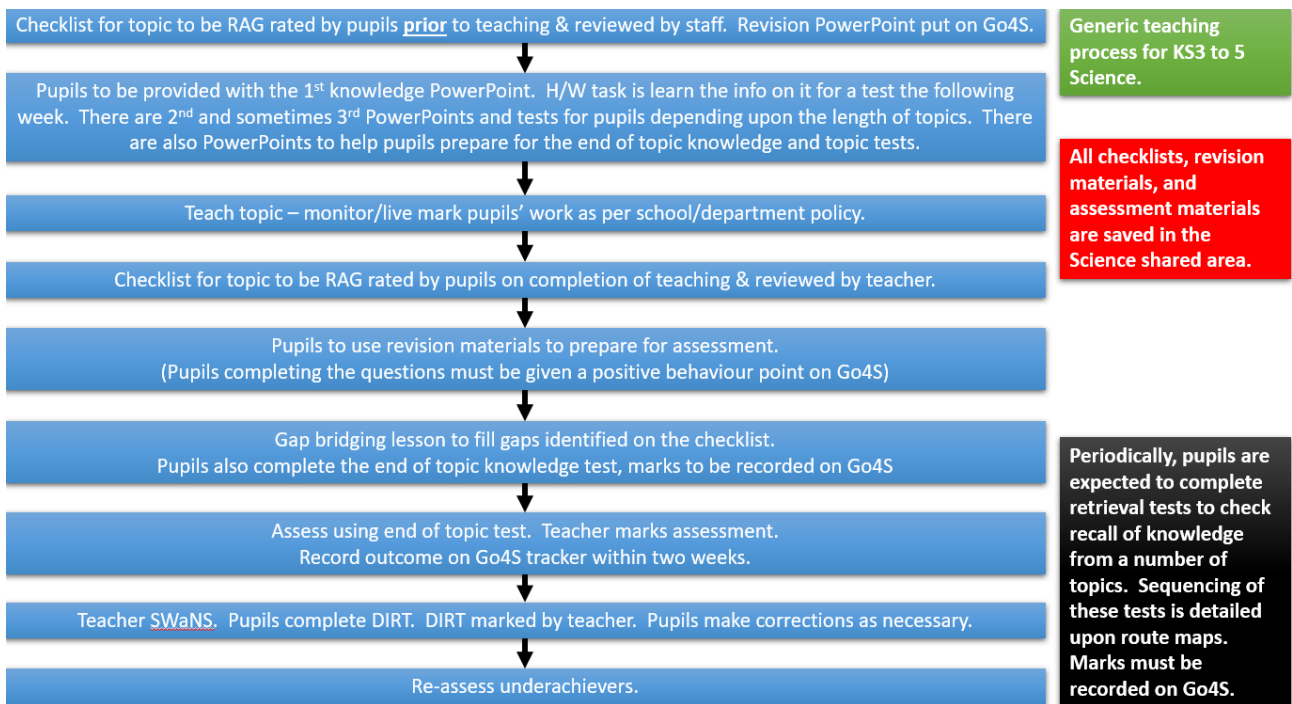 Checklist for topic to be RAG rated by pupils prior to teaching & reviewed by staff.  Revision PowerPoint put on Go4S.
Pupils to be provided with the 1st knowledge PowerPoint.  H/W task is learn the info on it for a test the following
week.  There are 2nd and sometimes 3rd PowerPoints and tests for pupils depending upon the length of topics.  There
are also PowerPoints to help pupils prepare for the end of topic knowledge and topic tests.
Teach topic – monitor/live mark pupils' work as per school/department policy.
Checklist for topic to be RAG rated by pupils on completion of teaching & reviewed by teacher.
Pupils to use revision materials to prepare for assessment.
(Pupils completing the questions must be given a positive behaviour point on Go4S)
Gap bridging lesson to fill gaps identified on the checklist.
Pupils also complete the end of topic knowledge test, marks to be recorded on Go4S
Assess using end of topic test.  Teacher marks assessment.
Record outcome on Go4S tracker within two weeks.
Teacher SWaNS.  Pupils complete DIRT.  DIRT marked by teacher.  Pupils make corrections as necessary.
Re-assess underachievers.
Generic teaching
process for KS3 to 5
Science.
All checklists, revision
materials, and
assessment materials
are saved in the
Science shared area.
Periodically, pupils are
expected to complete
retrieval tests to check
recall of knowledge
from a number of
topics.  Sequencing of
these tests is detailed
upon route maps.
Marks must be
recorded on Go4S.